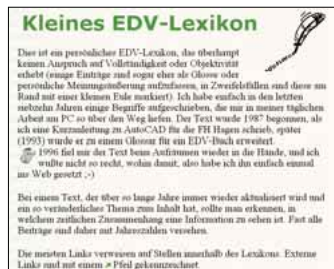 Kleines EDV-Lexikon
Dies ist ein persönliches EDV-Lexikon, das überhaupt
keinen Anspruch auf Vollständigkeit oder Objektivität
erhebt (einige Einträge sind sogar eher als Glosse oder
persönliche Meinungsäußerung aufzufassen, in Zweifelsfällen sind diese am
Rand mit einer kleinen Eule markiert). Ich habe einfach in den letzten
siebzehn Jahren einige Begriffe aufgeschrieben, die mir in meiner täglichen
Arbeit am PC so über den Weg liefen. Der Text wurde 1987 begonnen, als
ich eine Kurzanleitung zu AutoCAD für die FH Hagen schrieb, später
(1993) wurde er zu einem Glossar für ein EDV-Buch erweitert.
1996 fiel mir der Text beim Aufräumen wieder in die Hände, und ich
wußte nicht so recht, wohin damit, also habe ich ihn einfach einmal
ins Web gesetzt ;-)
Bei einem Text, der über so lange Jahre immer wieder aktualisiert wird und
ein so veränderliches Thema zum Inhalt hat, sollte man erkennen, in
welchem zeitlichen Zusammenhang eine Information zu sehen ist. Fast alle
Beiträge sind daher mit Jahreszahlen versehen.
Die meisten Links verweisen auf Stellen innerhalb des Lexikons. Externe
Links sind mit einem Pfeil gekennzeichnet.